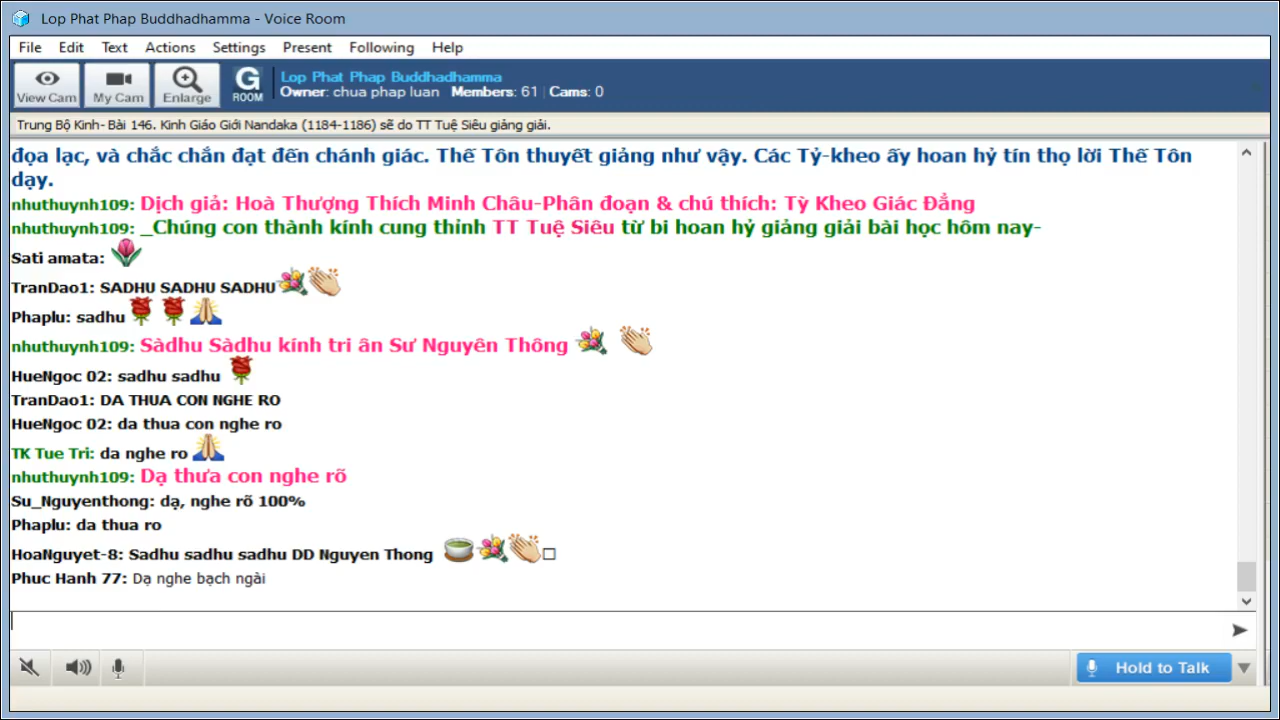 Lop Phat Phap Buddhadhamma - Voice Room
File Edit Text Actions Settings Present Following Help
View Cam My Cam Enlarge G ROOM
Lop Phat Phap Buddhadhamma
Owner: chua phap luan Members: 61 | Cams: 0
Trung Bộ Kinh- Bài 146. Kinh Giáo Giới Nandaka (1184-1186) sẽ do TT Tuệ Siêu giảng giải.
đọa lạc, và chắc chắn đạt đến chánh giác. Thế Tôn thuyết giảng như vậy. Các Tỷ-kheo ấy hoan hỷ tín thọ lời Thế Tôn
dạy.
nhuthuynh109: Dịch giả: Hoà Thượng Thích Minh Châu-Phân đoạn & chú thích: Tỳ Kheo Giác Đẳng
nhuthuynh109: _Chúng con thành kính cung thỉnh TT Tuệ Siêu từ bi hoan hỷ giảng giải bài học hôm nay-
Sati amata:
TranDao1: SADHU SADHU SADHU
Phaplu: sadhu
nhuthuynh109: Sàdhu Sàdhu kính tri ân Sư Nguyên Thông
HueNgoc 02: sadhu sadhu
TranDao1: DA THUA CON NGHE RO
HueNgoc 02: da thua con nghe ro
TK Tue Tri: da nghe ro
nhuthuynh109: Dạ thưa con nghe rõ
Su_Nguyenthong: dạ, nghe rõ 100%
Phaplu: da thua ro
HoaNguyet-8: Sadhu sadhu sadhu DD Nguyen Thong
Phuc Hanh 77: Dạ nghe bạch ngài
Hold to Talk